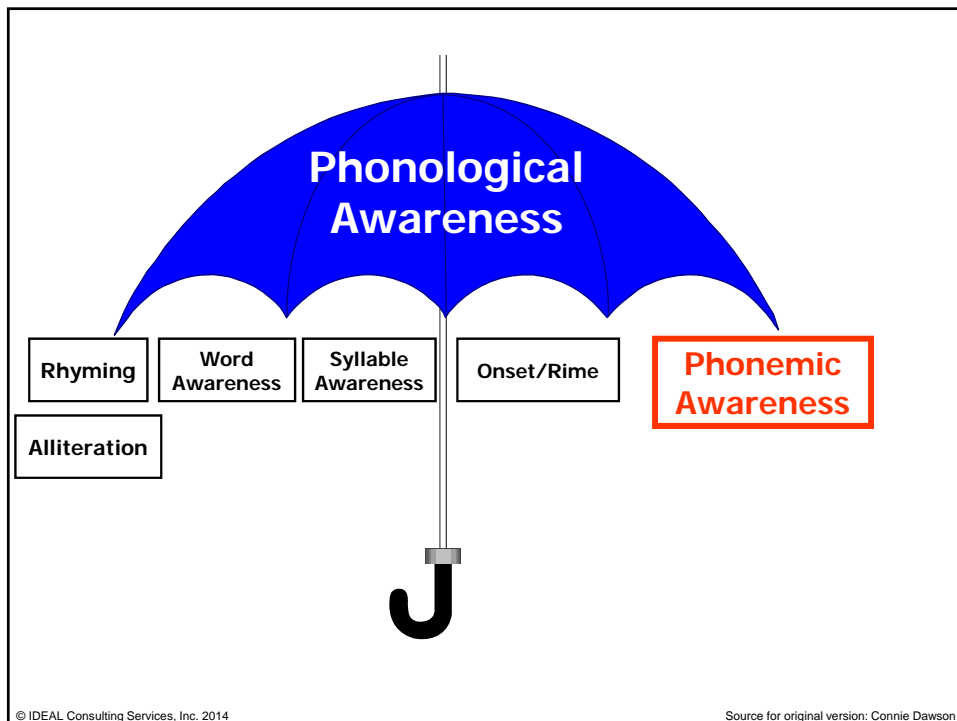 Phonological
Awareness
Rhyming
Word
Awareness
Syllable
Awareness
Onset/Rime
Phonemic
Awareness
Alliteration
© IDEAL Consulting Services, Inc. 2014
Source for original version: Connie Dawson